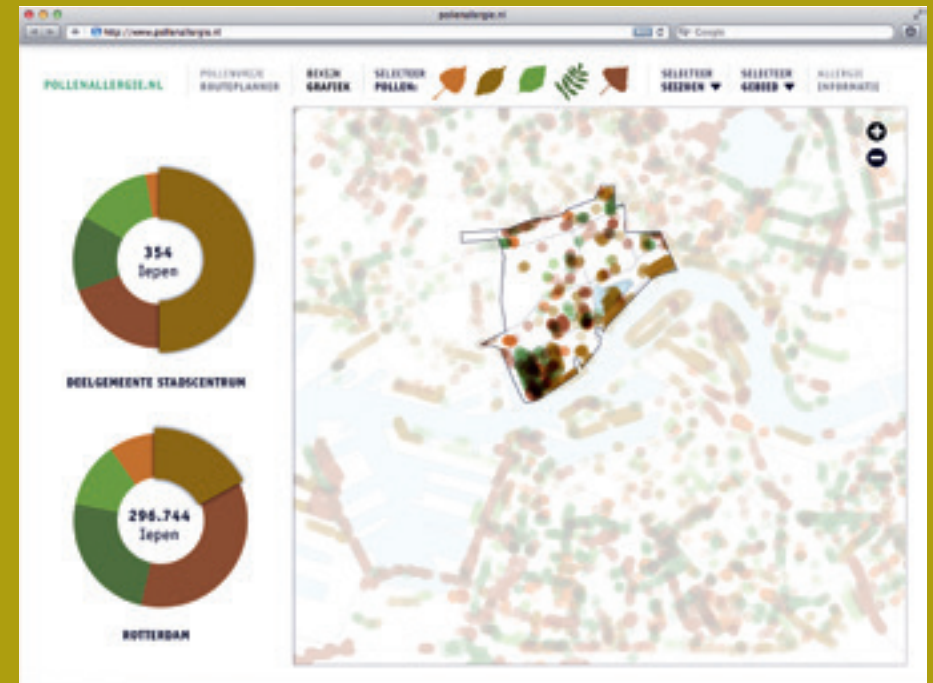 pollenallergie.nl
http://www.pollenallergie.nl
Google
POLLENALLERGIE.NL
POLLENVRIJE
ROUTEPLANNER
BEKIJK
GRAFIEK
SELECTEER
POLLEN:
SELECTEER
SEIZOEN ▼
SELECTEER
GEBIED ▼
ALLERGIE
INFORMATIE
354
Iepen
DEELGEMEENTE STADSCENTRUM
296.744
Iepen
ROTTERDAM